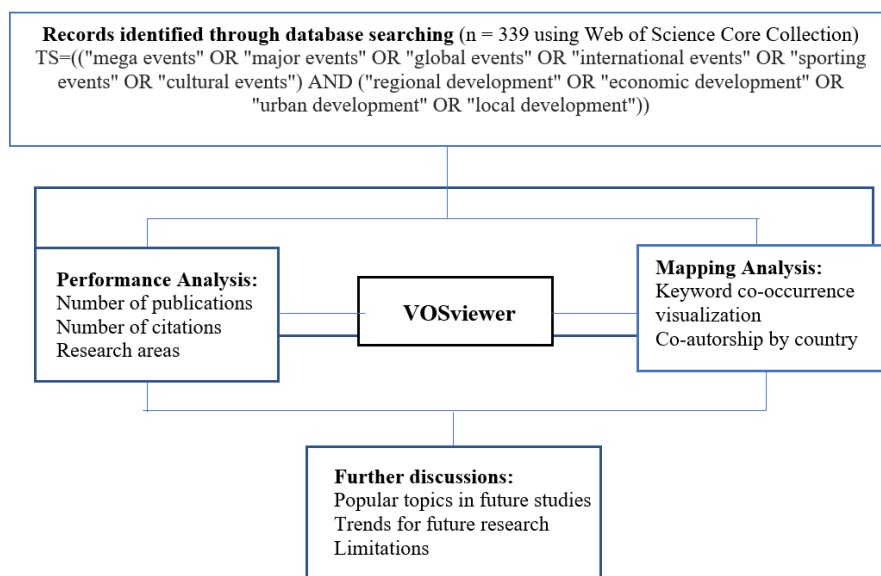 Records identified through database searching (n = 339 using Web of Science Core Collection)
TS=(("mega events" OR "major events" OR "global events" OR "international events" OR "sporting
events" OR "cultural events") AND ("regional development" OR "economic development" OR
"urban development" OR "local development"))
Performance Analysis:
Number of publications
Number of citations
Research areas
VOSviewer
Mapping Analysis:
Keyword co-occurrence
visualization
Co-autorship by country
Further discussions:
Popular topics in future studies
Trends for future research
Limitations